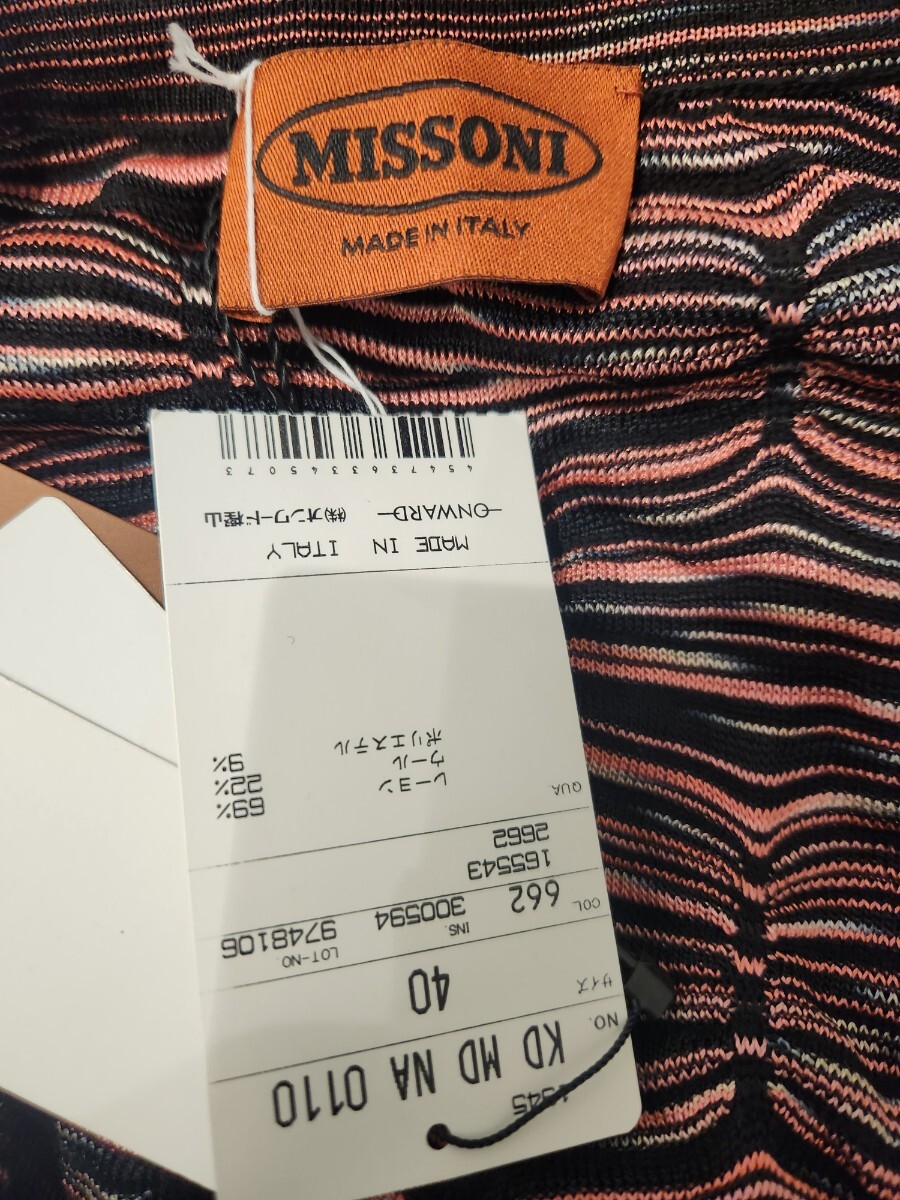 MISSONI
MADE IN ITALY
NO. KD MD NA 0110
サイズ 40
COL 662 INS. 300594 LOT-NO. 9748106
165543
2662
QUA レーヨン 69%
ウール 22%
ポリエステル 9%
MADE IN ITALY
ONWARD ㈱オンワード樫山
4547363345073